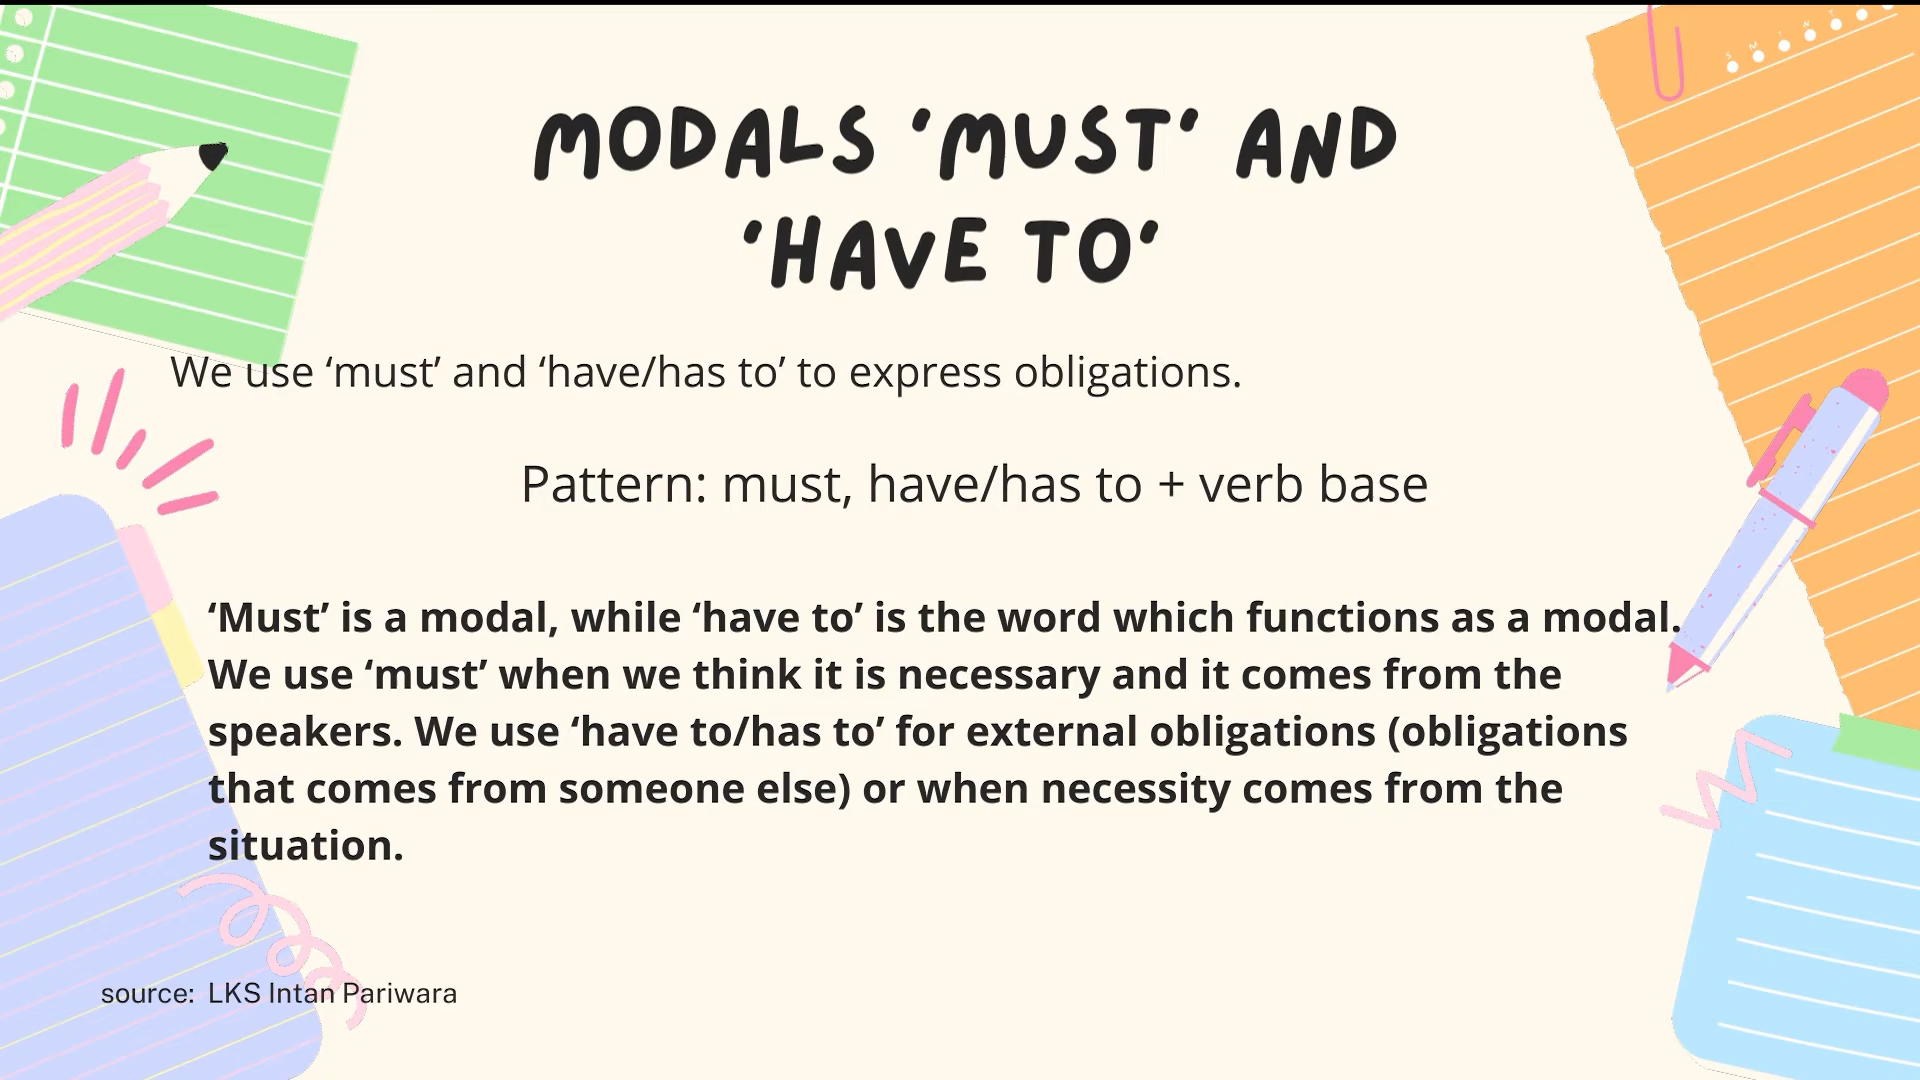 MODALS ‘MUST’ AND
‘HAVE TO’
We use ‘must’ and ‘have/has to’ to express obligations.
Pattern: must, have/has to + verb base
‘Must’ is a modal, while ‘have to’ is the word which functions as a modal.
We use ‘must’ when we think it is necessary and it comes from the
speakers. We use ‘have to/has to’ for external obligations (obligations
that comes from someone else) or when necessity comes from the
situation.
source: LKS Intan Pariwara